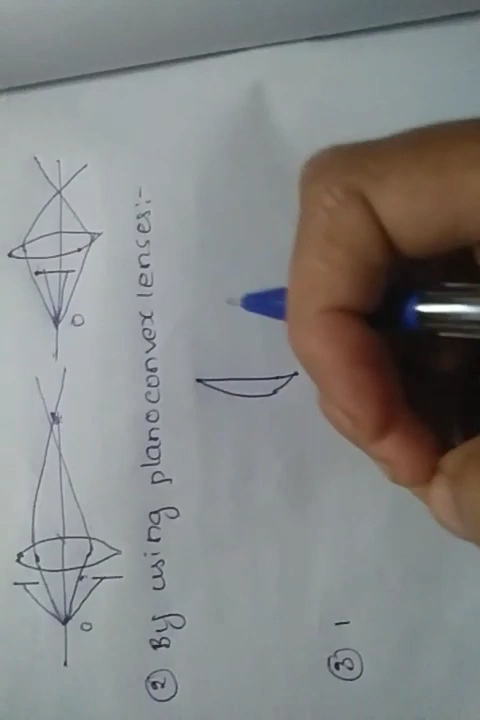 O
O
② By using planoconvex lenses:-
③ 1